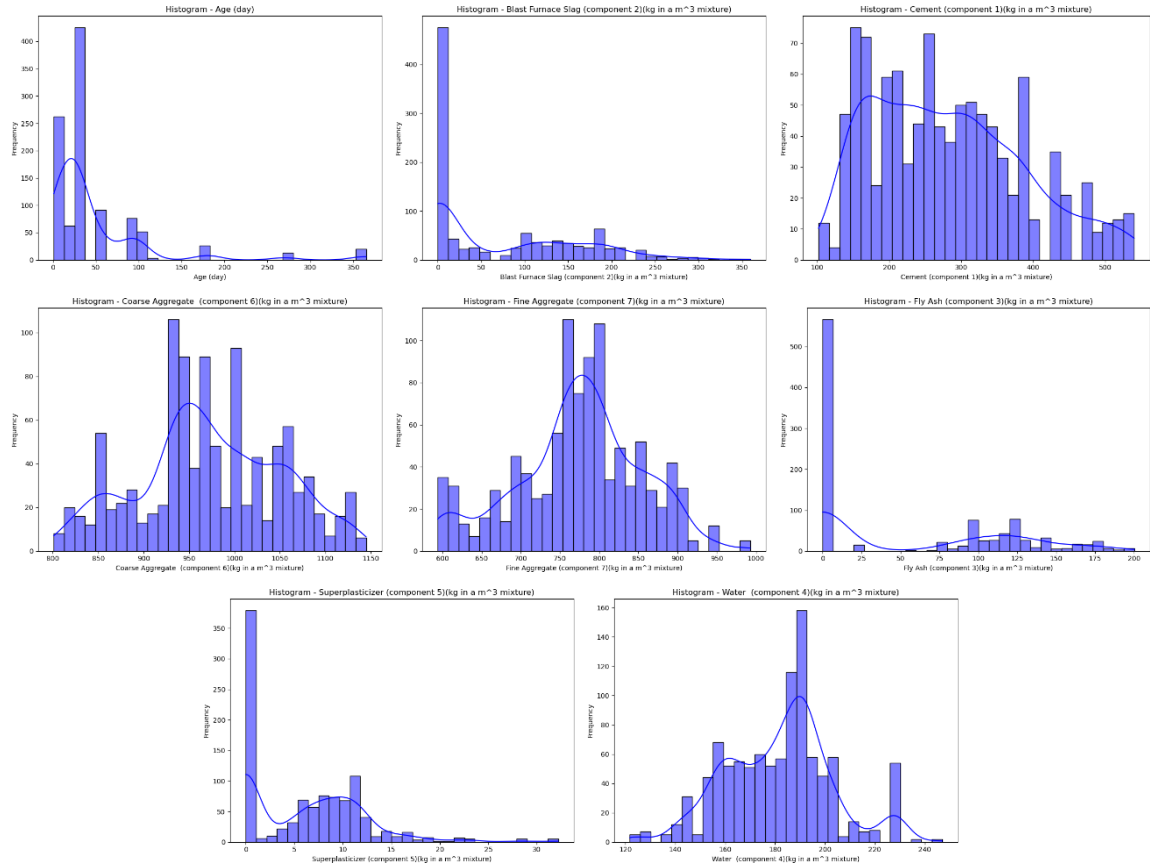 Histogram - Age (day)
Frequency
400
350
300
250
200
150
100
50
0
0 50 100 150 200 250 300 350
Age (day)
Histogram - Blast Furnace Slag (component 2)(kg in a m^3 mixture)
Frequency
400
300
200
100
0
0 50 100 150 200 250 300 350
Blast Furnace Slag (component 2)(kg in a m^3 mixture)
Histogram - Cement (component 1)(kg in a m^3 mixture)
Frequency
70
60
50
40
30
20
10
0
100 200 300 400 500
Cement (component 1)(kg in a m^3 mixture)
Histogram - Coarse Aggregate  (component 6)(kg in a m^3 mixture)
Frequency
100
80
60
40
20
0
800 850 900 950 1000 1050 1100 1150
Coarse Aggregate  (component 6)(kg in a m^3 mixture)
Histogram - Fine Aggregate (component 7)(kg in a m^3 mixture)
Frequency
100
80
60
40
20
0
600 650 700 750 800 850 900 950 1000
Fine Aggregate (component 7)(kg in a m^3 mixture)
Histogram - Fly Ash (component 3)(kg in a m^3 mixture)
Frequency
500
400
300
200
100
0
0 25 50 75 100 125 150 175 200
Fly Ash (component 3)(kg in a m^3 mixture)
Histogram - Superplasticizer (component 5)(kg in a m^3 mixture)
Frequency
350
300
250
200
150
100
50
0
0 5 10 15 20 25 30
Superplasticizer (component 5)(kg in a m^3 mixture)
Histogram - Water  (component 4)(kg in a m^3 mixture)
Frequency
160
140
120
100
80
60
40
20
0
120 140 160 180 200 220 240
Water  (component 4)(kg in a m^3 mixture)